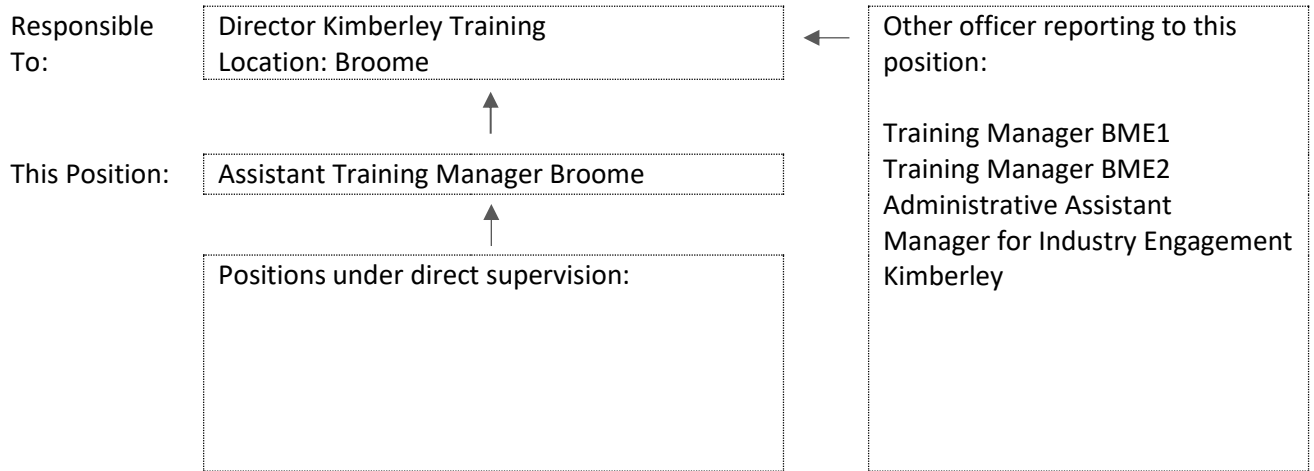 Responsible
To:
Director Kimberley Training
Location: Broome
Other officer reporting to this
position:
Training Manager BME1
Training Manager BME2
Administrative Assistant
Manager for Industry Engagement
Kimberley
This Position:
Assistant Training Manager Broome
Positions under direct supervision: